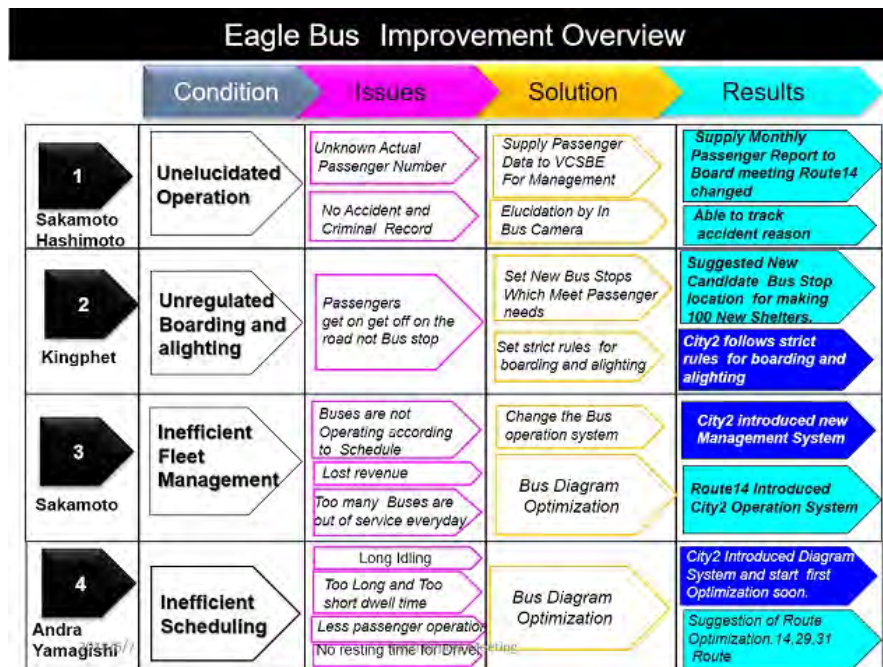 Eagle Bus Improvement Overview
Condition
Issues
Solution
Results
1
Sakamoto
Hashimoto
Unelucidated
Operation
Unknown Actual
Passenger Number
No Accident and
Criminal Record
Supply Passenger
Data to VCSBE
For Management
Elucidation by In
Bus Camera
Supply Monthly
Passenger Report to
Board meeting Route14
changed
Able to track
accident reason
2
Kingphet
Unregulated
Boarding and
alighting
Passengers
get on get off on the
road not Bus stop
Set New Bus Stops
Which Meet Passenger
needs
Set strict rules for
boarding and alighting
Suggested New
Candidate Bus Stop
location for making
100 New Shelters.
City2 follows strict
rules for boarding and
alighting
3
Sakamoto
Inefficient
Fleet
Management
Buses are not
Operating according
to Schedule
Lost revenue
Too many Buses are
out of service everyday
Change the Bus
operation system
Bus Diagram
Optimization
City2 introduced new
Management System
Route14 Introduced
City2 Operation System
4
Andra
Yamagishi
Inefficient
Scheduling
Long Idling
Too Long and Too
short dwell time
Less passenger operation
No resting time for Driver
Bus Diagram
Optimization
City2 Introduced Diagram
System and start first
Optimization soon.
Suggestion of Route
Optimization.14,29,31
Route